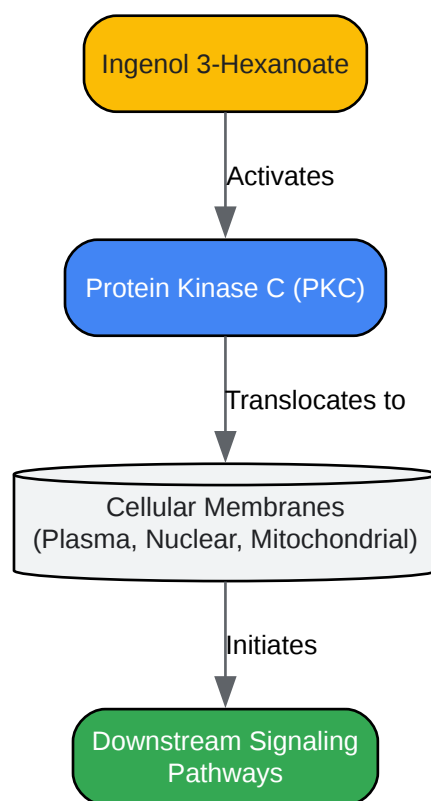 Ingenol 3-Hexanoate
Activates
Protein Kinase C (PKC)
Translocates to
Cellular Membranes
(Plasma, Nuclear, Mitochondrial)
Initiates
Downstream Signaling
Pathways